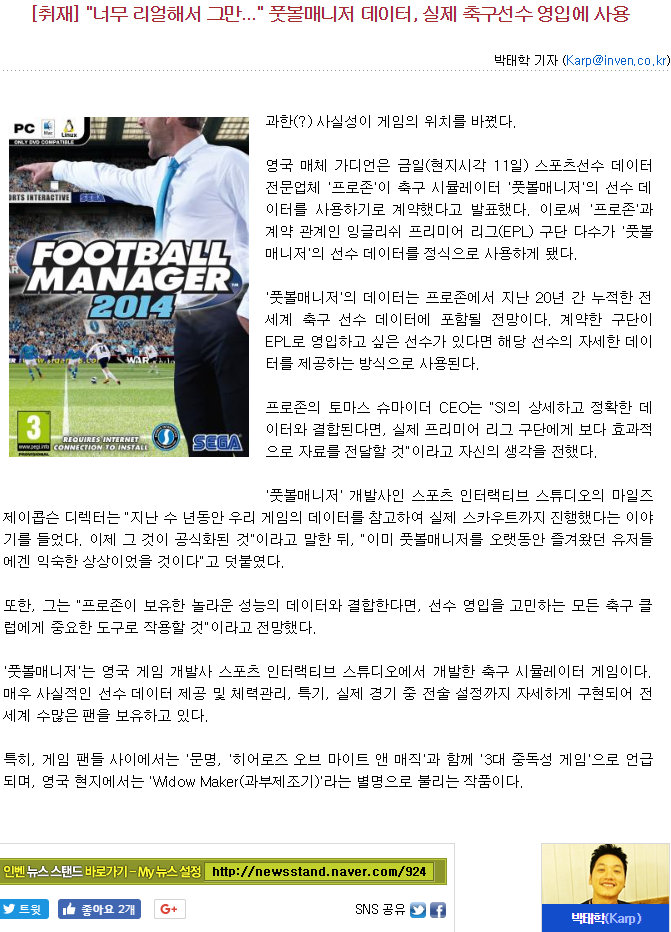 [취재] "너무 리얼해서 그만..." 풋볼매니저 데이터, 실제 축구선수 영입에 사용
박태학 기자 (Karp@inven.co.kr)
과한(?) 사실성이 게임의 위치를 바꿨다.
영국 매체 가디언은 금일(현지시각 11일) 스포츠선수 데이터
전문업체 '프로존'이 축구 시뮬레이터 '풋볼매니저'의 선수 데
이터를 사용하기로 계약했다고 발표했다. 이로써 '프로존'과
계약 관계인 잉글리쉬 프리미어 리그(EPL) 구단 다수가 '풋볼
매니저'의 선수 데이터를 정식으로 사용하게 됐다.
'풋볼매니저'의 데이터는 프로존에서 지난 20년 간 누적한 전
세계 축구 선수 데이터에 포함될 전망이다. 계약한 구단이
EPL로 영입하고 싶은 선수가 있다면 해당 선수의 자세한 데이
터를 제공하는 방식으로 사용된다.
프로존의 토마스 슈마이더 CEO는 "SI의 상세하고 정확한 데
이터와 결합된다면, 실제 프리미어 리그 구단에게 보다 효과적
으로 자료를 전달할 것"이라고 자신의 생각을 전했다.
'풋볼매니저' 개발사인 스포츠 인터랙티브 스튜디오의 마일즈
제이콥슨 디렉터는 "지난 수 년동안 우리 게임의 데이터를 참고하여 실제 스카우트까지 진행했다는 이야
기를 들었다. 이제 그 것이 공식화된 것"이라고 말한 뒤, "이미 풋볼매니저를 오랫동안 즐겨왔던 유저들
에겐 익숙한 상상이었을 것이다"고 덧붙였다.
또한, 그는 "프로존이 보유한 놀라운 성능의 데이터와 결합한다면, 선수 영입을 고민하는 모든 축구 클
럽에게 중요한 도구로 작용할 것"이라고 전망했다.
'풋볼매니저'는 영국 게임 개발사 스포츠 인터랙티브 스튜디오에서 개발한 축구 시뮬레이터 게임이다.
매우 사실적인 선수 데이터 제공 및 체력관리, 특기, 실제 경기 중 전술 설정까지 자세하게 구현되어 전
세계 수많은 팬을 보유하고 있다.
특히, 게임 팬들 사이에서는 '문명, '히어로즈 오브 마이트 앤 매직'과 함께 '3대 중독성 게임'으로 언급
되며, 영국 현지에서는 'Widow Maker(과부제조기)'라는 별명으로 불리는 작품이다.
PC Mac Linux
ONLY DVD COMPATIBLE
SPORTS INTERACTIVE SEGA
FOOTBALL
MANAGER
2014
3
www.pegi.info
PROVISIONAL
REQUIRES INTERNET
CONNECTION TO INSTALL
SEGA
인벤 뉴스 스탠드 바로가기 - My 뉴스 설정 http://newsstand.naver.com/924
트윗 좋아요 2개 G+ SNS 공유
박태학(Karp)